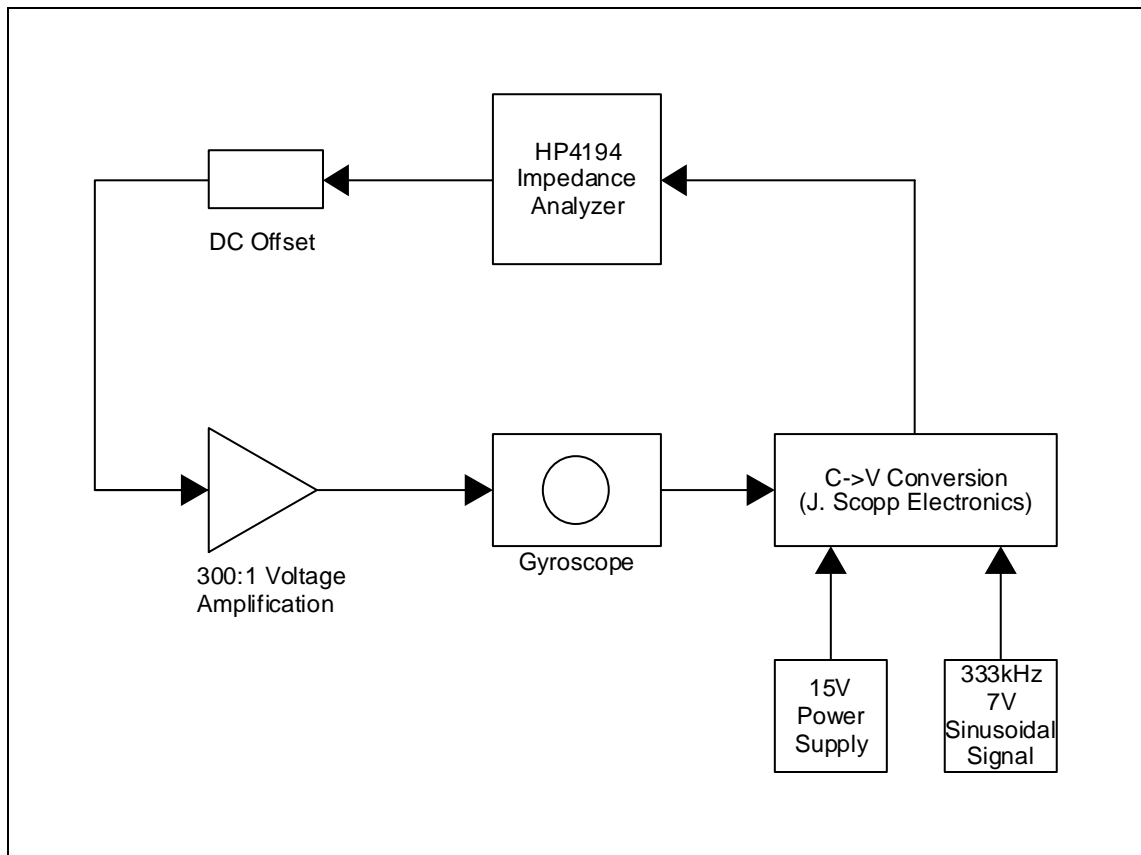 HP4194
Impedance
Analyzer
DC Offset
300:1 Voltage
Amplification
Gyroscope
C->V Conversion
(J. Scopp Electronics)
15V
Power
Supply
333kHz
7V
Sinusoidal
Signal